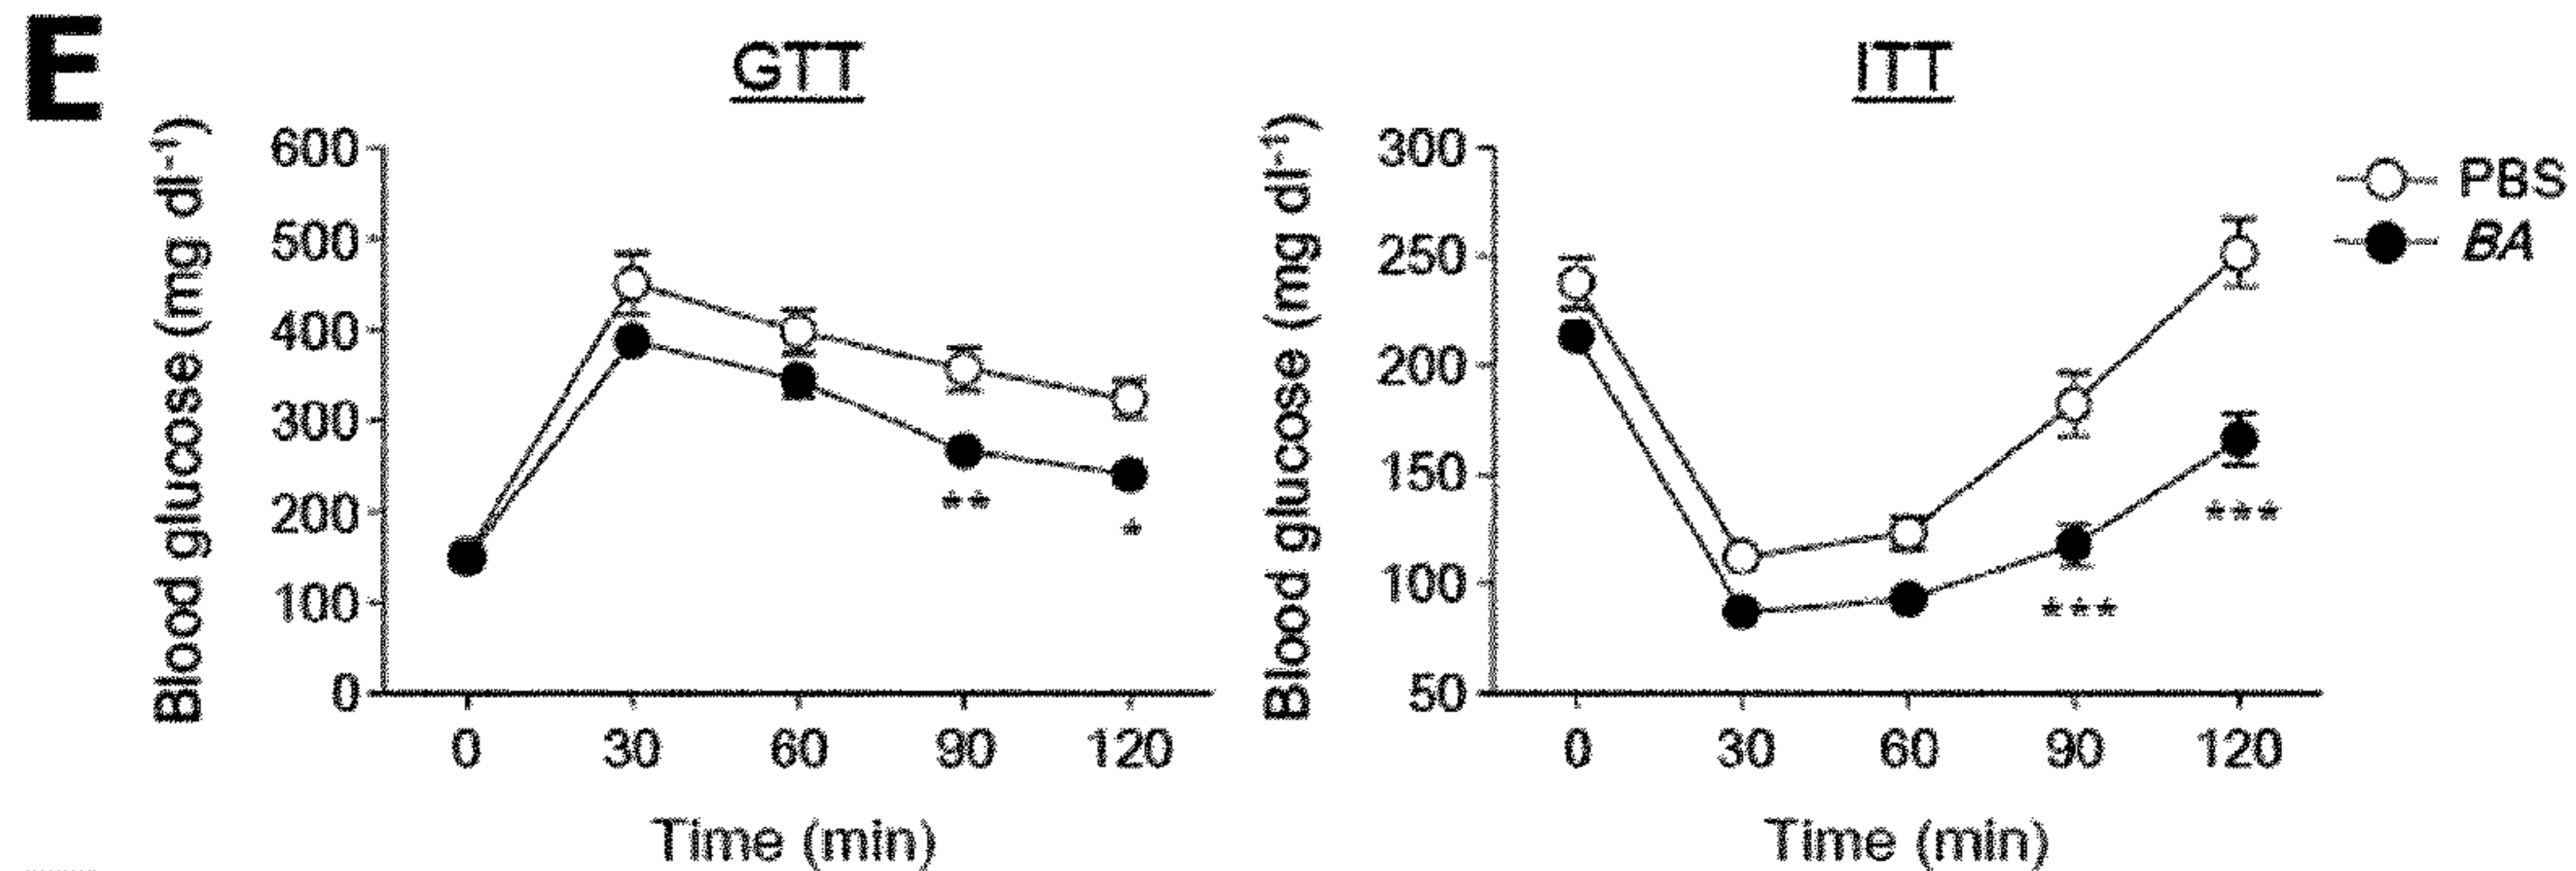 E
GTT
Blood glucose (mg dl⁻¹)
600
500
400
300
200
100
0
**
*
0 30 60 90 120
Time (min)
ITT
Blood glucose (mg dl⁻¹)
300
250
200
150
100
50
***
***
0 30 60 90 120
Time (min)
PBS
BA